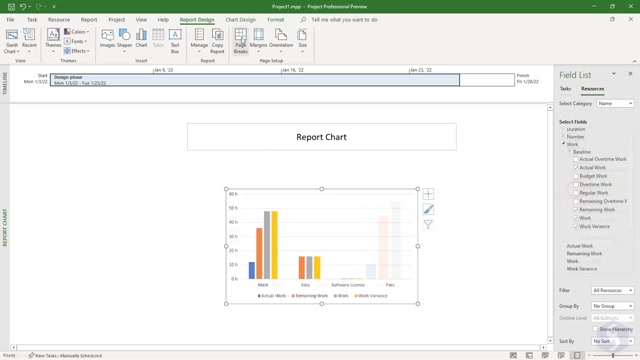 Project1.mpp - Project Professional Preview
File Task Resource Report Project View Help Report Design Chart Design Format Tell me what you want to do
Gantt Chart Themes Colors Fonts Effects Images Shapes Chart Table Text Box Manage Copy Report Page Breaks Margins Orientation Size
View Themes Insert Report Page Setup
TIMELINE
Jan 9, '22 Jan 16, '22 Jan 23, '22
Start
Mon 1/3/22
Design phase
Mon 1/3/22 - Tue 1/25/22
Finish
Fri 1/28/22
REPORT CHART
Report Chart
60 h
50 h
40 h
30 h
20 h
10 h
0 h
Software License Fees
Actual Work Remaining Work Work Work Variance
Field List
Tasks Resources
Select Category Name
Select Fields
Duration
Number
Work
Baseline
Actual Overtime Work
Actual Work
Budget Work
Overtime Work
Regular Work
Remaining Overtime
Remaining Work
Work
Work Variance
Actual Work
Remaining Work
Work
Work Variance
Filter All Resources
Group By No Group
Outline Level All Subtasks
Show Hierarchy
Sort By No Sort
Ready New Tasks : Manually Scheduled